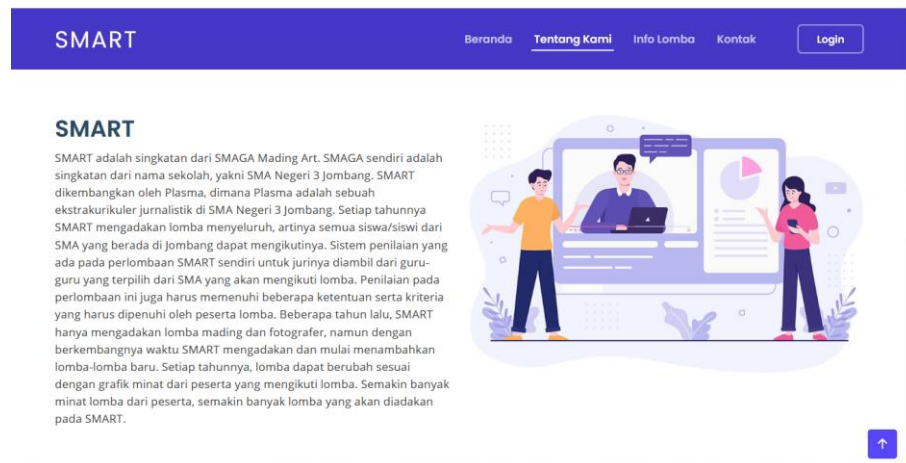 SMART
Beranda Tentang Kami Info Lomba Kontak Login
SMART
SMART adalah singkatan dari SMAGA Mading Art. SMAGA sendiri adalah
singkatan dari nama sekolah, yakni SMA Negeri 3 Jombang. SMART
dikembangkan oleh Plasma, dimana Plasma adalah sebuah
ekstrakurikuler jurnalistik di SMA Negeri 3 Jombang. Setiap tahunnya
SMART mengadakan lomba menyeluruh, artinya semua siswa/siswi dari
SMA yang berada di Jombang dapat mengikutinya. Sistem penilaian yang
ada pada perlombaan SMART sendiri untuk jurinya diambil dari guru-
guru yang terpilih dari SMA yang akan mengikuti lomba. Penilaian pada
perlombaan ini juga harus memenuhi beberapa ketentuan serta kriteria
yang harus dipenuhi oleh peserta lomba. Beberapa tahun lalu, SMART
hanya mengadakan lomba mading dan fotografer, namun dengan
berkembangnya waktu SMART mengadakan dan mulai menambahkan
lomba-lomba baru. Setiap tahunnya, lomba dapat berubah sesuai
dengan grafik minat dari peserta yang mengikuti lomba. Semakin banyak
minat lomba dari peserta, semakin banyak lomba yang akan diadakan
pada SMART.